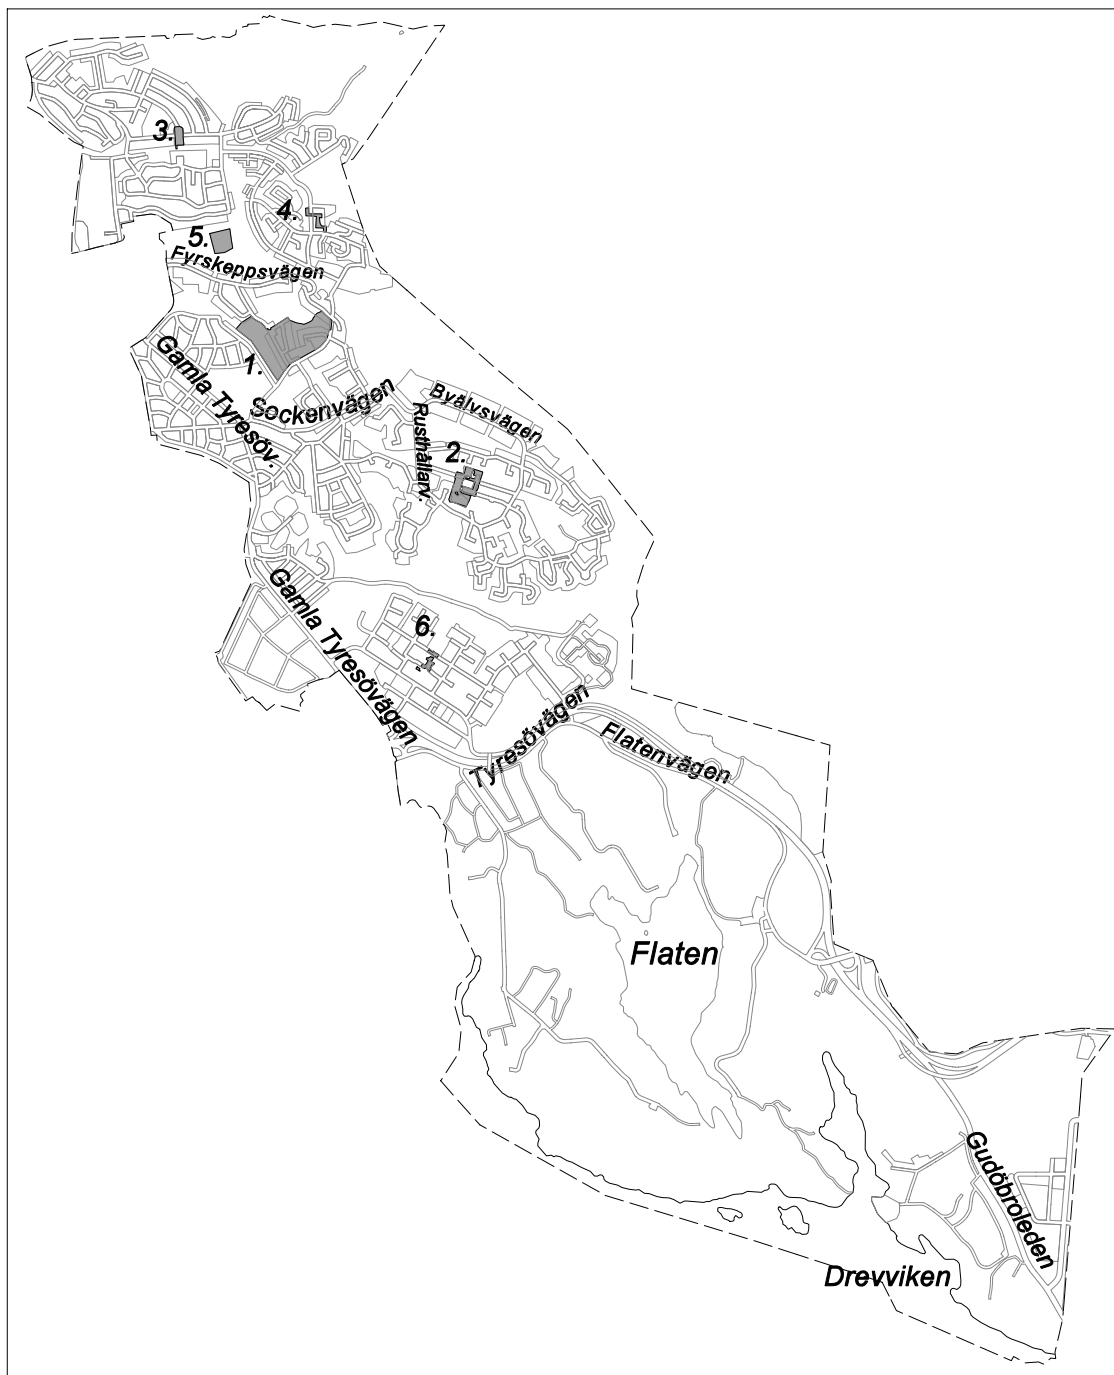 3.
4.
5.
Fyrskeppsvägen
1.
Gamla Tyresöv.
Sockenvägen
Byälvsvägen
Rusthållarv.
2.
Gamla Tyresövägen
6.
Tyresövägen
Flatenvägen
Flaten
Gudöbroleden
Drevviken